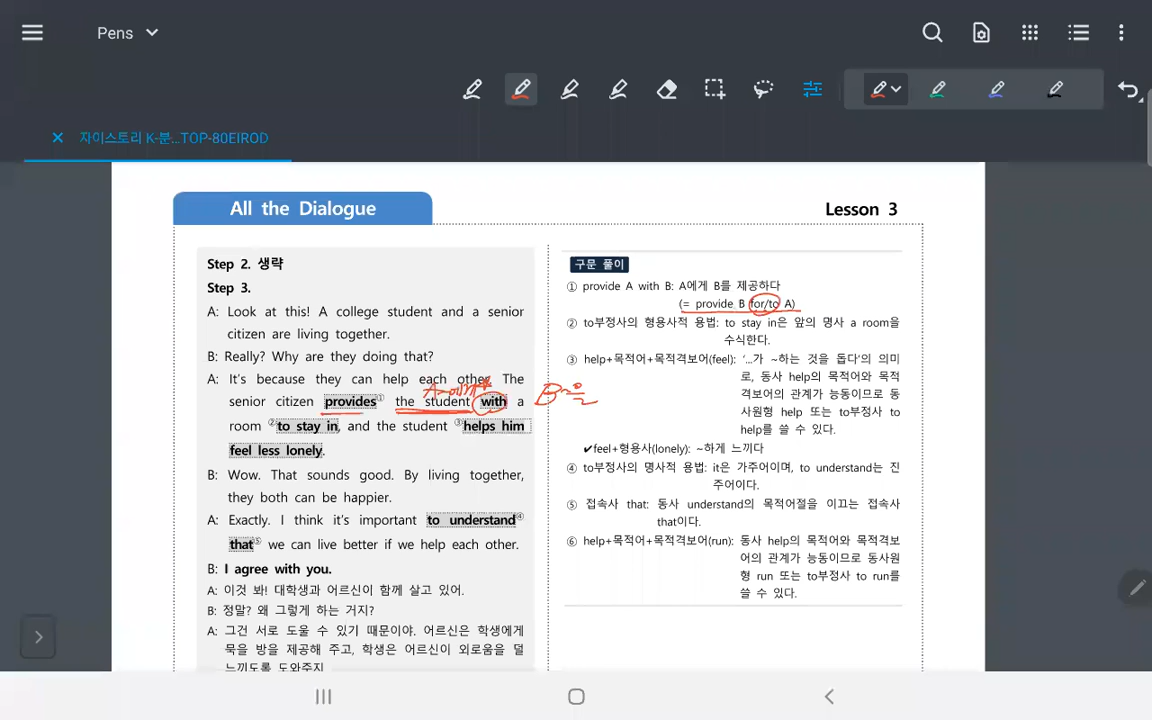 Pens
자이스토리 K-분...TOP-80EIROD
All the Dialogue
Lesson 3
Step 2. 생략
Step 3.
A: Look at this! A college student and a senior
citizen are living together.
B: Really? Why are they doing that?
A: It's because they can help each other. The
A~에게
senior citizen provides① the student with a
B~을
room ②to stay in, and the student ③helps him
feel less lonely.
B: Wow. That sounds good. By living together,
they both can be happier.
A: Exactly. I think it's important to understand④
that⑤ we can live better if we help each other.
B: I agree with you.
A: 이것 봐! 대학생과 어르신이 함께 살고 있어.
B: 정말? 왜 그렇게 하는 거지?
A: 그건 서로 도울 수 있기 때문이야. 어르신은 학생에게
묵을 방을 제공해 주고, 학생은 어르신이 외로움을 덜
느끼도록 도와주지
구문 풀이
① provide A with B: A에게 B를 제공하다
(= provide B for/to A)
② to부정사의 형용사적 용법: to stay in은 앞의 명사 a room을
수식한다.
③ help+목적어+목적격보어(feel): '…가 ~하는 것을 돕다'의 의미
로, 동사 help의 목적어와 목적
격보어의 관계가 능동이므로 동
사원형 help 또는 to부정사 to
help를 쓸 수 있다.
✔feel+형용사(lonely): ~하게 느끼다
④ to부정사의 명사적 용법: it은 가주어이며, to understand는 진
주어이다.
⑤ 접속사 that: 동사 understand의 목적어절을 이끄는 접속사
that이다.
⑥ help+목적어+목적격보어(run): 동사 help의 목적어와 목적격보
어의 관계가 능동이므로 동사원
형 run 또는 to부정사 to run를
쓸 수 있다.